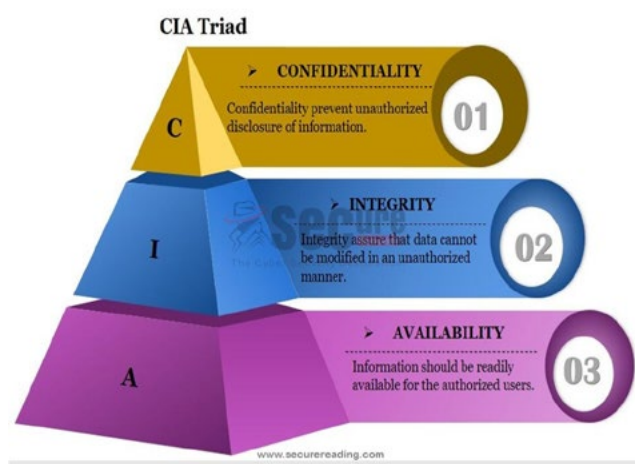 CIA Triad
➢ CONFIDENTIALITY
Confidentiality prevent unauthorized
disclosure of information.
C
01
➢ INTEGRITY
Secure
Integrity assure that data cannot
be modified in an unauthorized
manner.
I
02
➢ AVAILABILITY
Information should be readily
available for the authorized users.
A
03
www.securereading.com